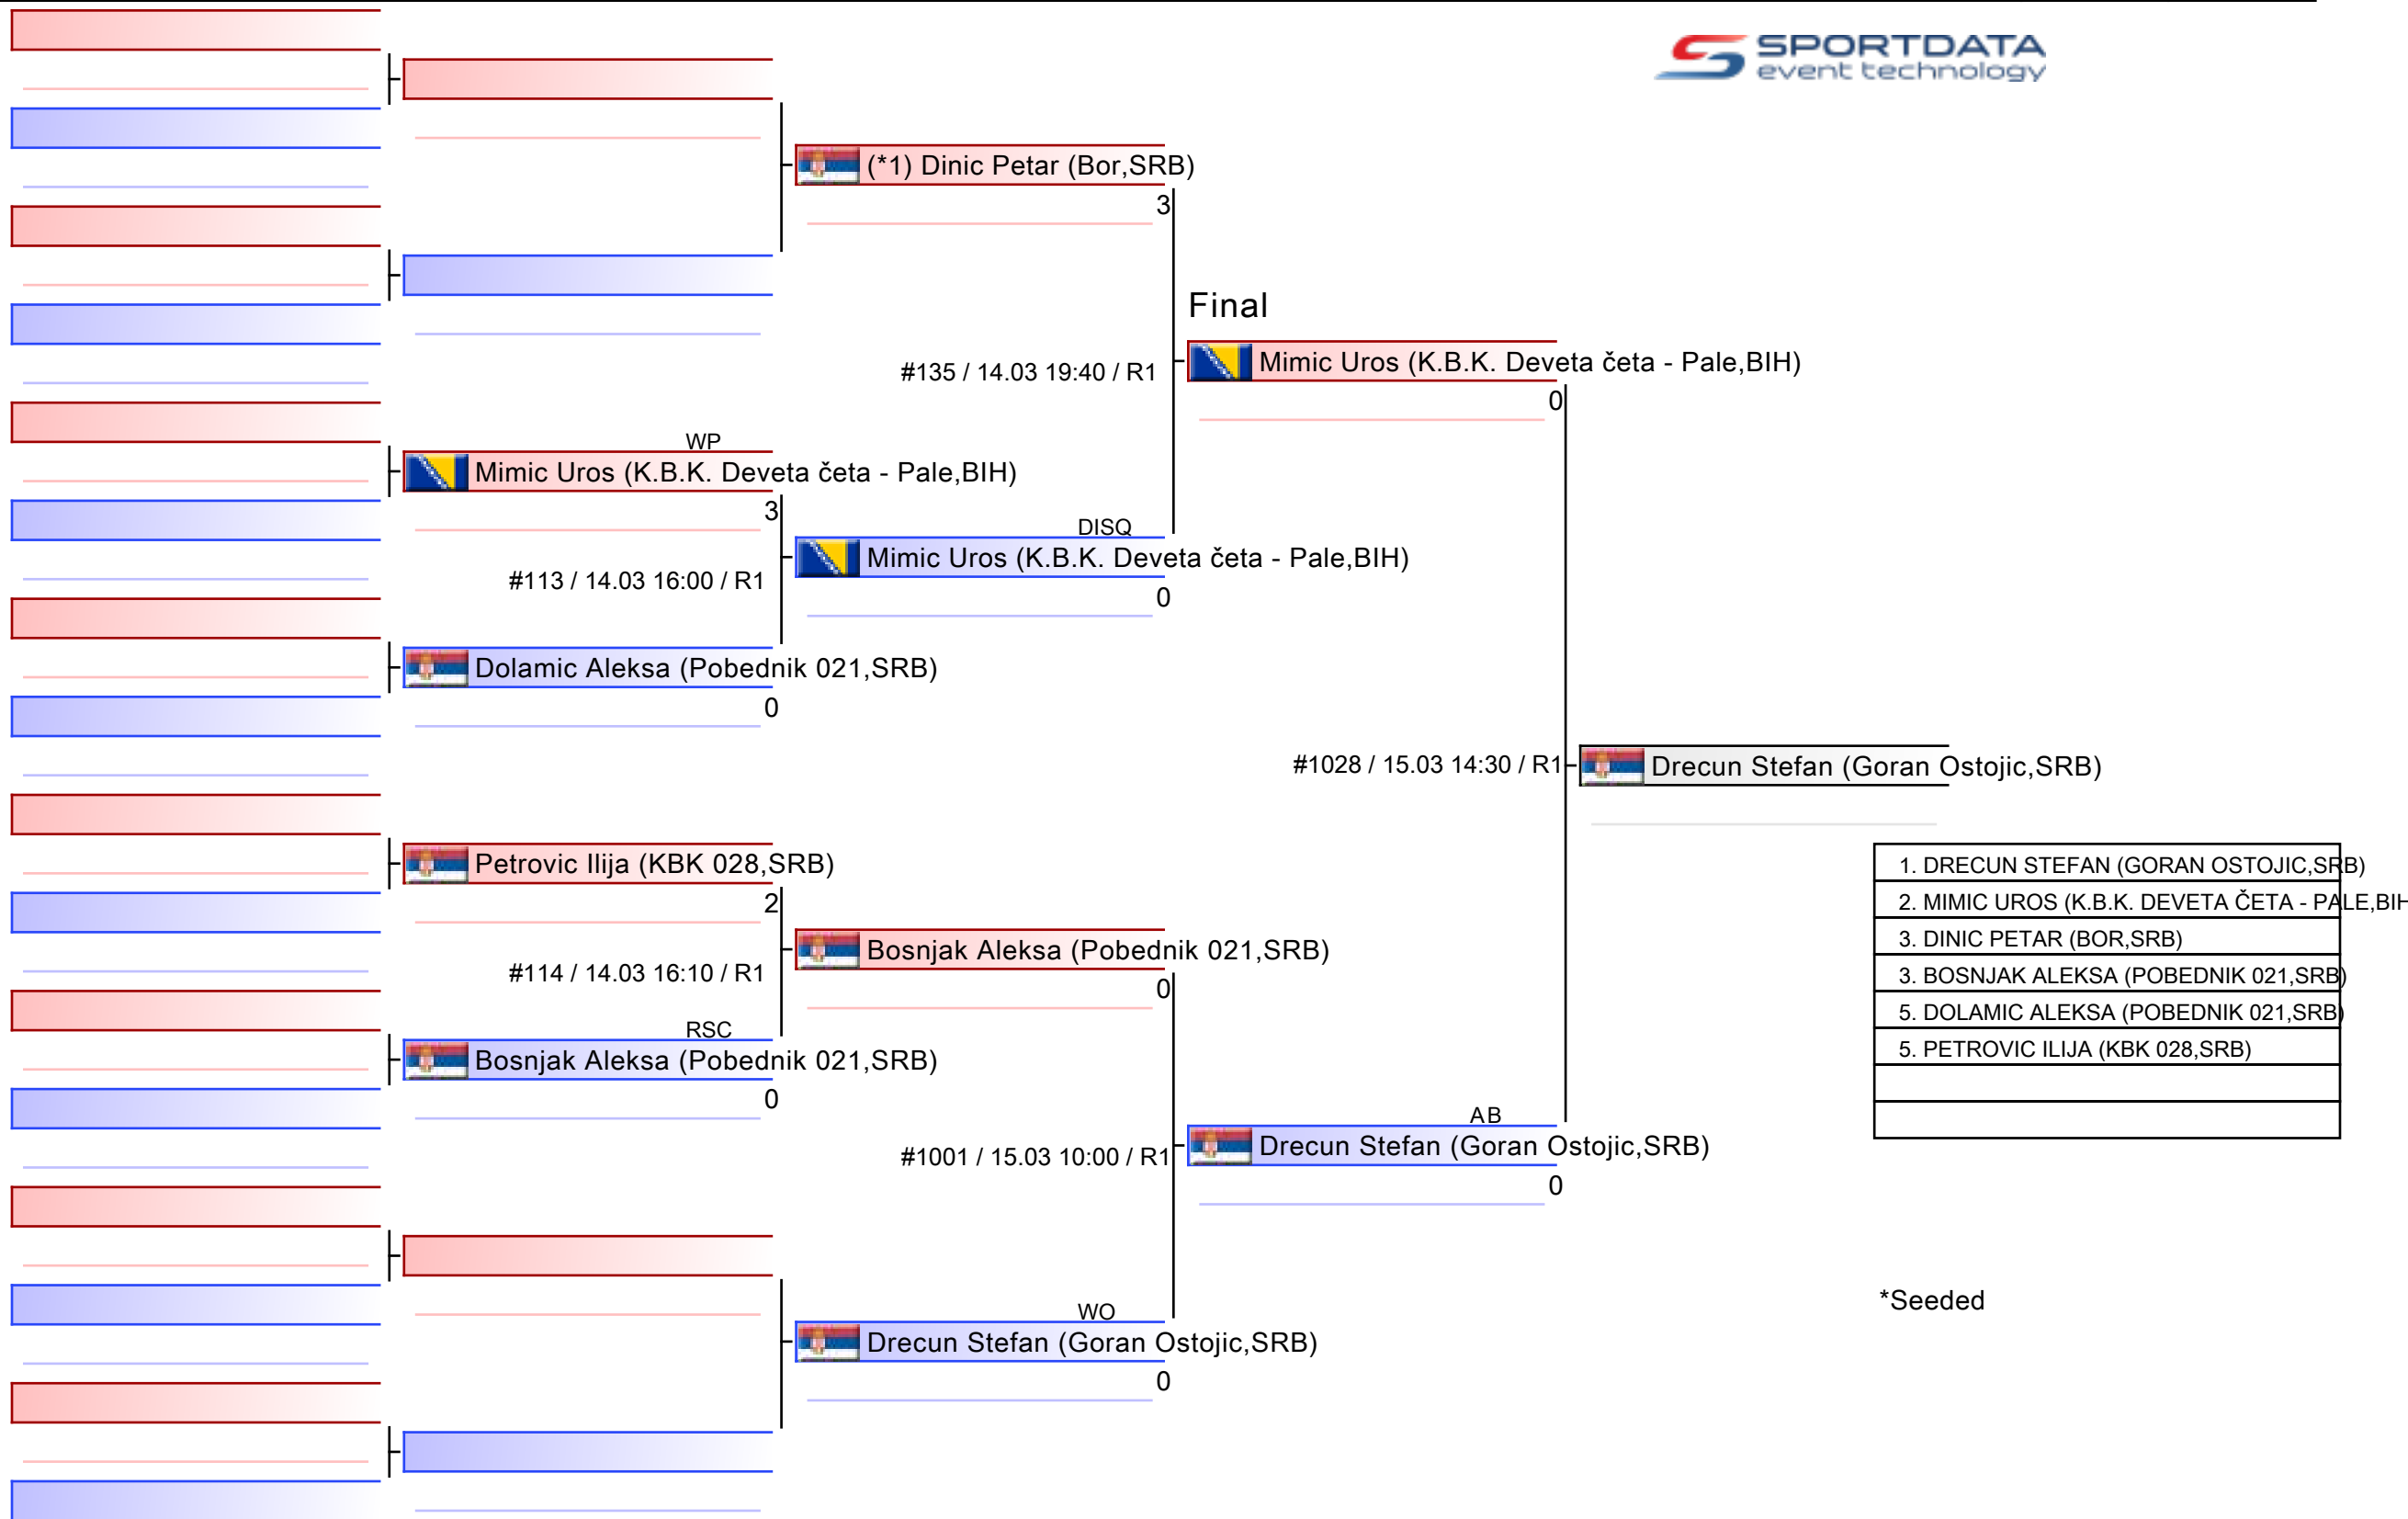 SPORTDATA
event technology
(*1) Dinic Petar (Bor,SRB)
3
Final
#135 / 14.03 19:40 / R1
Mimic Uros (K.B.K. Deveta četa - Pale,BIH)
0
WP
Mimic Uros (K.B.K. Deveta četa - Pale,BIH)
3
DISQ
Mimic Uros (K.B.K. Deveta četa - Pale,BIH)
#113 / 14.03 16:00 / R1
0
Dolamic Aleksa (Pobednik 021,SRB)
0
#1028 / 15.03 14:30 / R1
Drecun Stefan (Goran Ostojic,SRB)
Petrovic Ilija (KBK 028,SRB)
2
Bosnjak Aleksa (Pobednik 021,SRB)
#114 / 14.03 16:10 / R1
0
RSC
Bosnjak Aleksa (Pobednik 021,SRB)
0
AB
Drecun Stefan (Goran Ostojic,SRB)
#1001 / 15.03 10:00 / R1
0
WO
Drecun Stefan (Goran Ostojic,SRB)
0
1. DRECUN STEFAN (GORAN OSTOJIC,SRB)
2. MIMIC UROS (K.B.K. DEVETA ČETA - PALE,BIH
3. DINIC PETAR (BOR,SRB)
3. BOSNJAK ALEKSA (POBEDNIK 021,SRB)
5. DOLAMIC ALEKSA (POBEDNIK 021,SRB)
5. PETROVIC ILIJA (KBK 028,SRB)
*Seeded